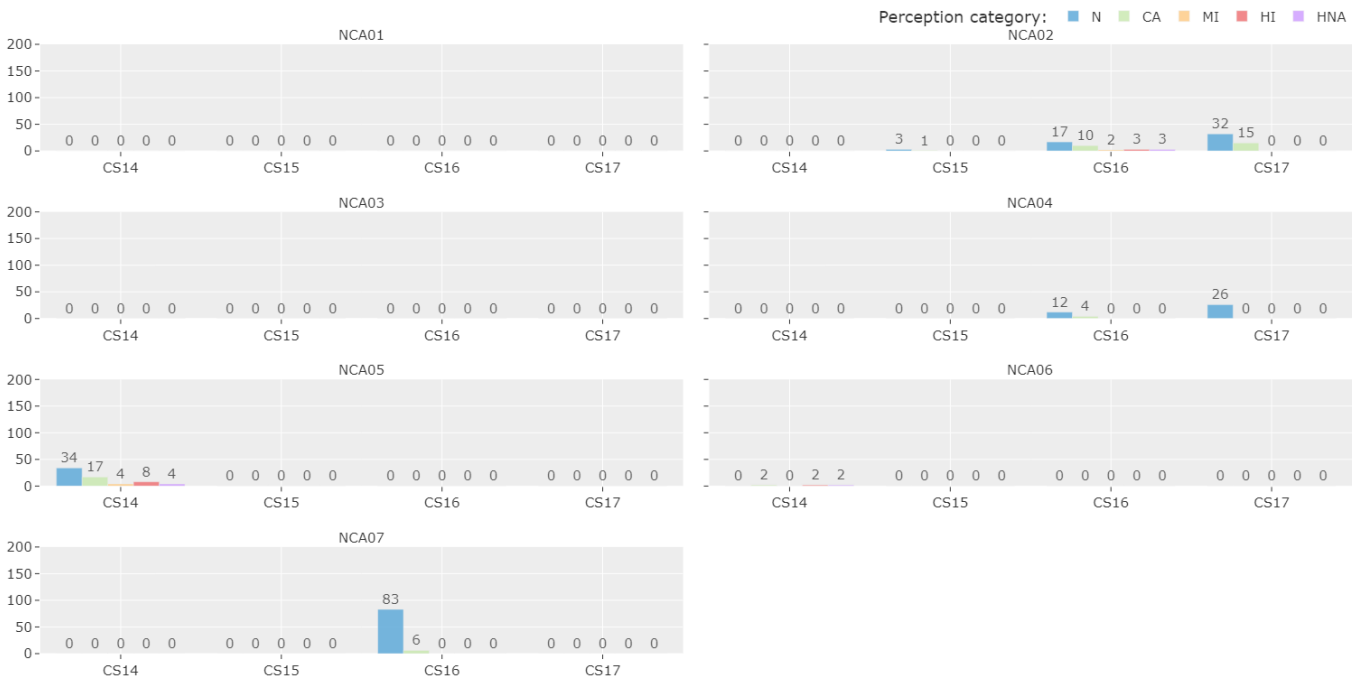 Perception category: N CA MI HI HNA
NCA01
200
150
100
50
0
0 0 0 0 0 0 0 0 0 0 0 0 0 0 0 0 0 0 0 0
CS14 CS15 CS16 CS17
NCA02
0 0 0 0 0 3 1 0 0 0 17 10 2 3 3 32 15 0 0 0
CS14 CS15 CS16 CS17
NCA03
200
150
100
50
0
0 0 0 0 0 0 0 0 0 0 0 0 0 0 0 0 0 0 0 0
CS14 CS15 CS16 CS17
NCA04
0 0 0 0 0 0 0 0 0 0 12 4 0 0 0 26 0 0 0 0
CS14 CS15 CS16 CS17
NCA05
200
150
100
50
0
34 17 4 8 4 0 0 0 0 0 0 0 0 0 0 0 0 0 0 0
CS14 CS15 CS16 CS17
NCA06
0 2 0 2 2 0 0 0 0 0 0 0 0 0 0 0 0 0 0 0
CS14 CS15 CS16 CS17
NCA07
200
150
100
50
0
0 0 0 0 0 0 0 0 0 0 83 6 0 0 0 0 0 0 0 0
CS14 CS15 CS16 CS17